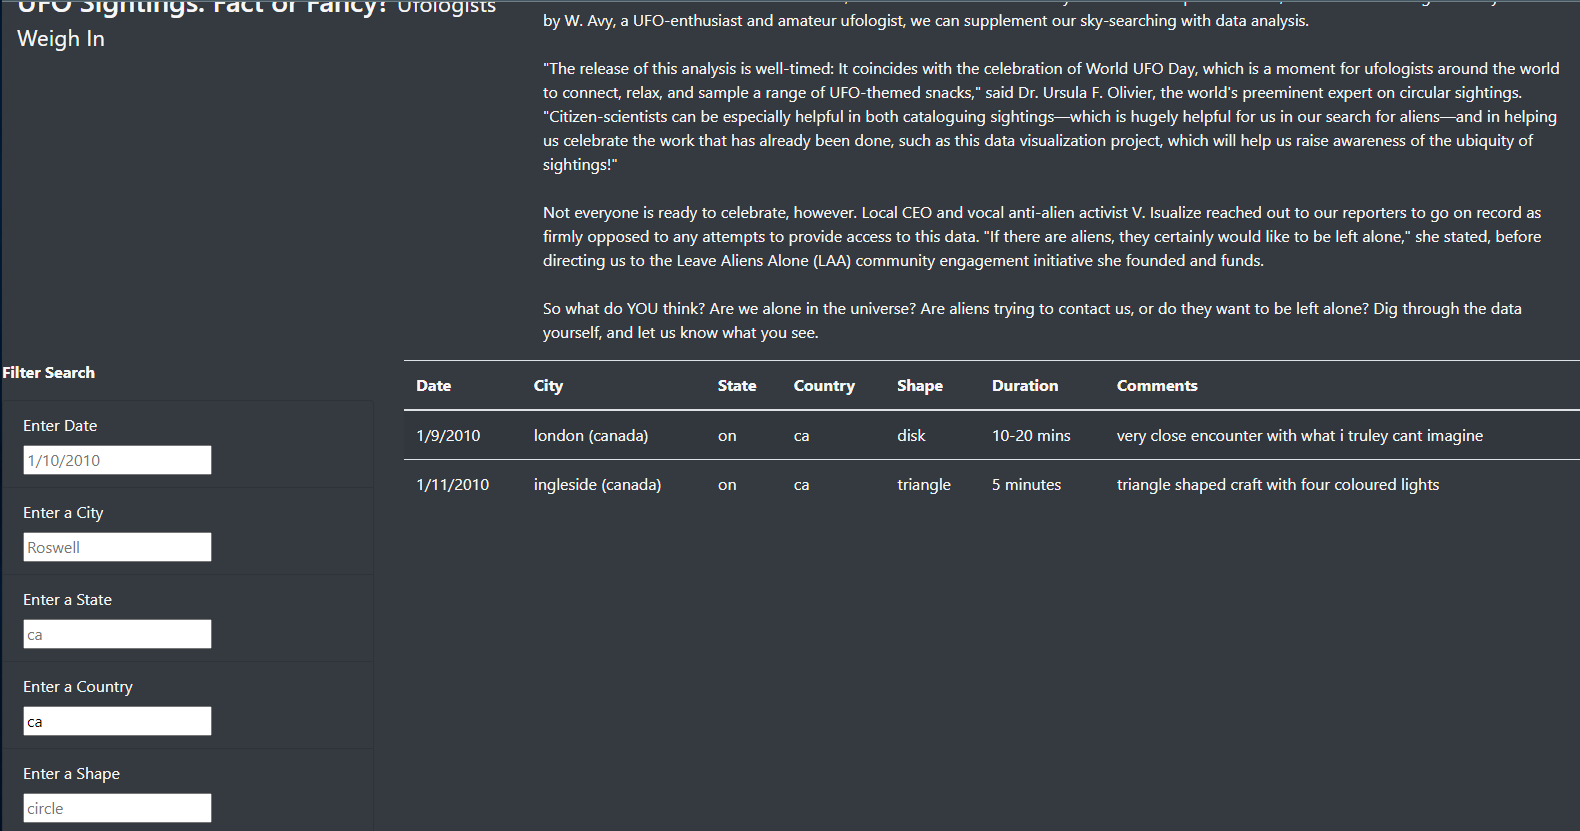 UFO Sightings: Fact or Fancy? Ufologists
Weigh In
by W. Avy, a UFO-enthusiast and amateur ufologist, we can supplement our sky-searching with data analysis.
"The release of this analysis is well-timed: It coincides with the celebration of World UFO Day, which is a moment for ufologists around the world
to connect, relax, and sample a range of UFO-themed snacks," said Dr. Ursula F. Olivier, the world's preeminent expert on circular sightings.
"Citizen-scientists can be especially helpful in both cataloguing sightings—which is hugely helpful for us in our search for aliens—and in helping
us celebrate the work that has already been done, such as this data visualization project, which will help us raise awareness of the ubiquity of
sightings!"
Not everyone is ready to celebrate, however. Local CEO and vocal anti-alien activist V. Isualize reached out to our reporters to go on record as
firmly opposed to any attempts to provide access to this data. "If there are aliens, they certainly would like to be left alone," she stated, before
directing us to the Leave Aliens Alone (LAA) community engagement initiative she founded and funds.
So what do YOU think? Are we alone in the universe? Are aliens trying to contact us, or do they want to be left alone? Dig through the data
yourself, and let us know what you see.
Filter Search
Enter Date
1/10/2010
Enter a City
Roswell
Enter a State
ca
Enter a Country
ca
Enter a Shape
circle
Date City State Country Shape Duration Comments
1/9/2010 london (canada) on ca disk 10-20 mins very close encounter with what i truley cant imagine
1/11/2010 ingleside (canada) on ca triangle 5 minutes triangle shaped craft with four coloured lights